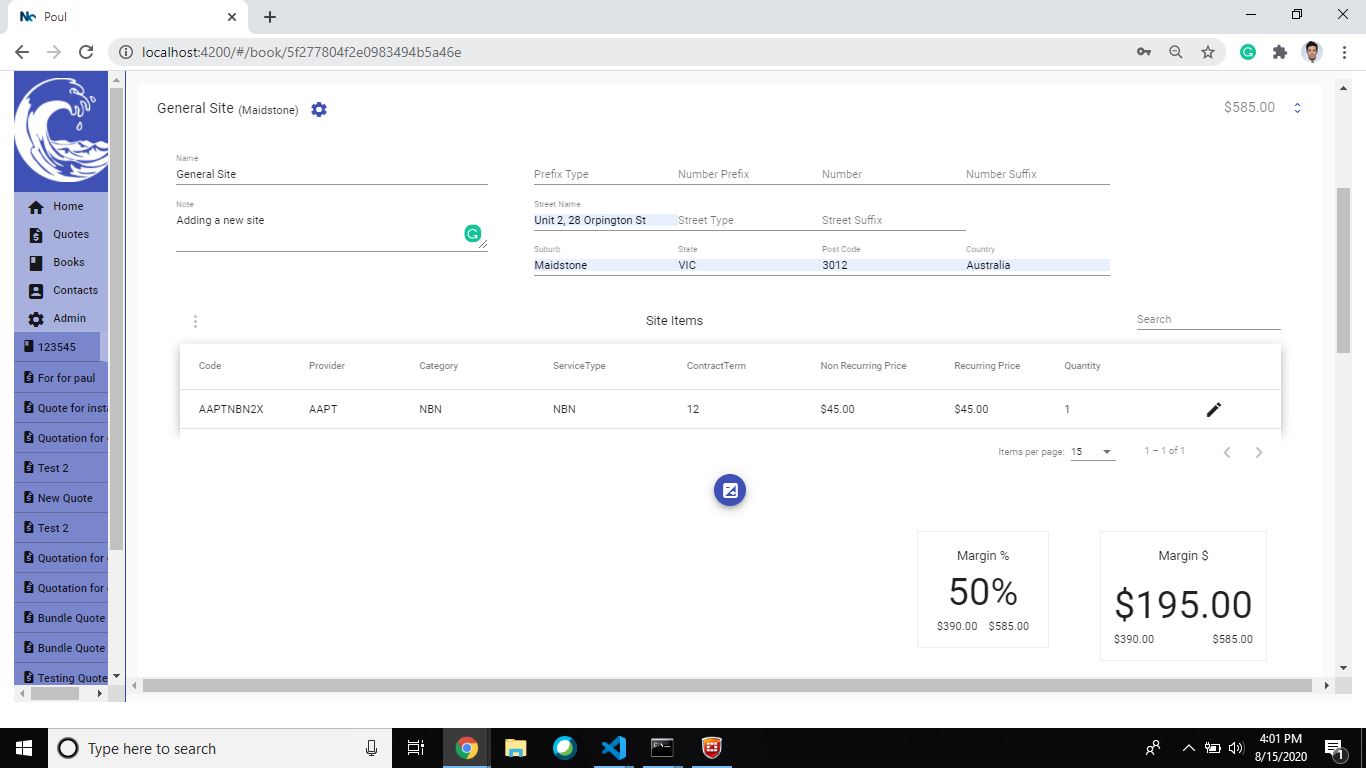 Poul
localhost:4200/#/book/5f277804f2e0983494b5a46e
General Site (Maidstone)
$585.00
Name
General Site
Prefix Type Number Prefix Number Number Suffix
Note
Adding a new site
Street Name
Unit 2, 28 Orpington St Street Type Street Suffix
Suburb State Post Code Country
Maidstone VIC 3012 Australia
Home
Quotes
Books
Contacts
Admin
123545
For for paul
Quote for inst
Quotation for
Test 2
New Quote
Test 2
Quotation for
Quotation for
Bundle Quote
Bundle Quote
Testing Quote
Site Items
Search
Code Provider Category ServiceType ContractTerm Non Recurring Price Recurring Price Quantity
AAPTNBN2X AAPT NBN NBN 12 $45.00 $45.00 1
Items per page: 15 1 – 1 of 1
Margin %
50%
$390.00 $585.00
Margin $
$195.00
$390.00 $585.00
Type here to search
4:01 PM
8/15/2020
1